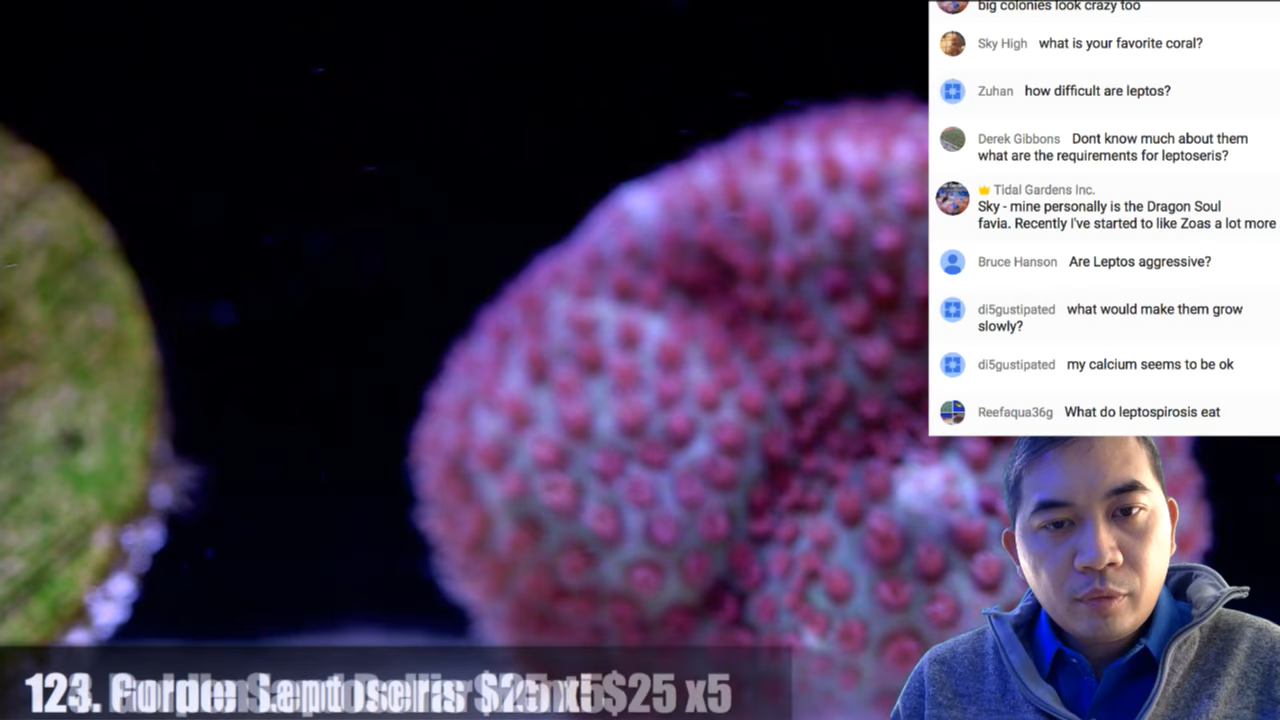 big colonies look crazy too
Sky High what is your favorite coral?
Zuhan how difficult are leptos?
Derek Gibbons Dont know much about them
what are the requirements for leptoseris?
Tidal Gardens Inc.
Sky - mine personally is the Dragon Soul
favia. Recently I've started to like Zoas a lot more
Bruce Hanson Are Leptos aggressive?
di5gustipated what would make them grow
slowly?
di5gustipated my calcium seems to be ok
Reefaqua36g What do leptospirosis eat
$25 x5